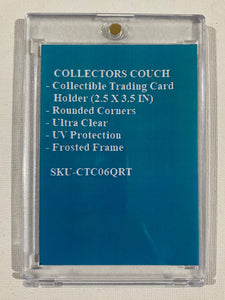 COLLECTORS COUCH
- Collectible Trading Card
Holder (2.5 X 3.5 IN)
- Rounded Corners
- Ultra Clear
- UV Protection
- Frosted Frame
SKU-CTC06QRT